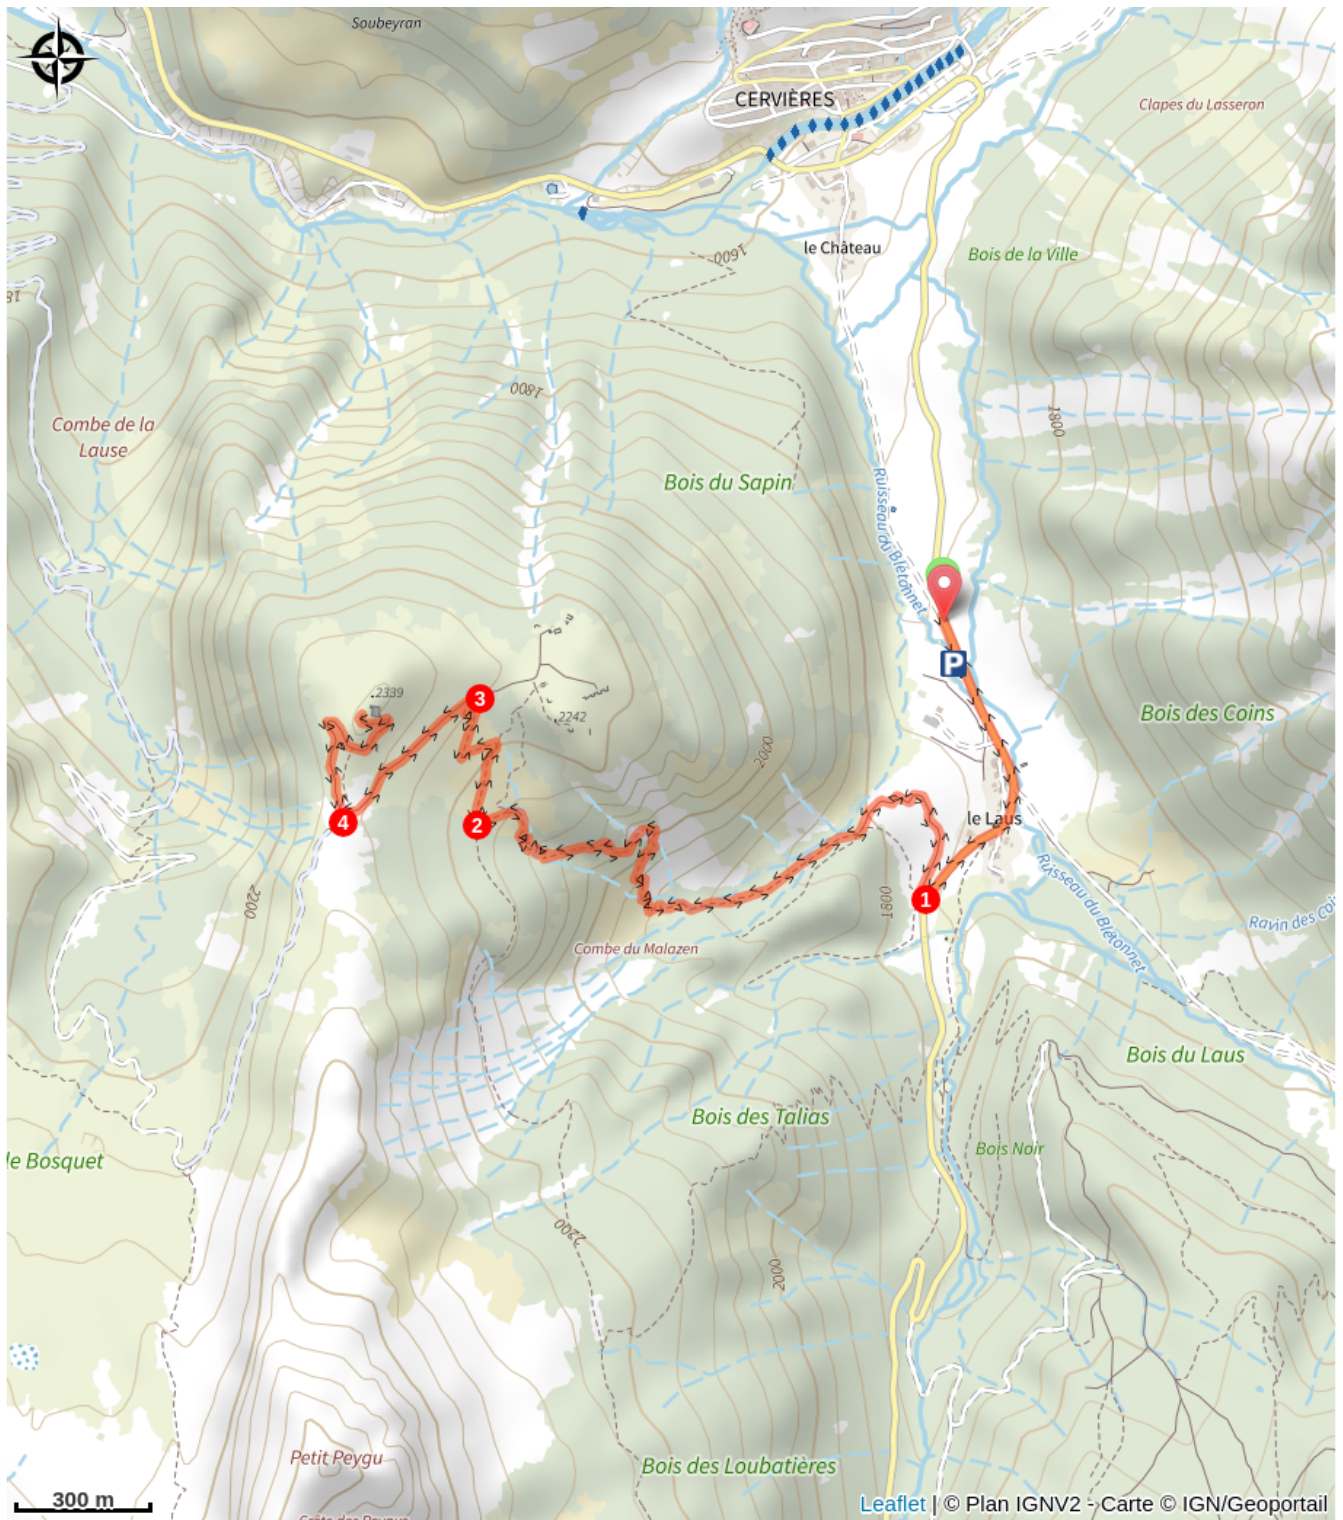 Soubeyran
CERVIÈRES
Clapes du Lasseron
le Château
Bois de la Ville
1600
1800
1800
Combe de la
Lause
Bois du Sapin
Ruisseau du Blétonnet
P
3
.2339
.2242
Bois des Coins
2000
4
2
le Laus
Ruisseau du Blétonnet
2200
1800
1
Combe du Malazen
Bois du Laus
Bois des Talias
Bois Noir
le Bosquet
2200
2000
Petit Peygu
Bois des Loubatières
300 m
Leaflet | © Plan IGNV2 - Carte © IGN/Geoportail